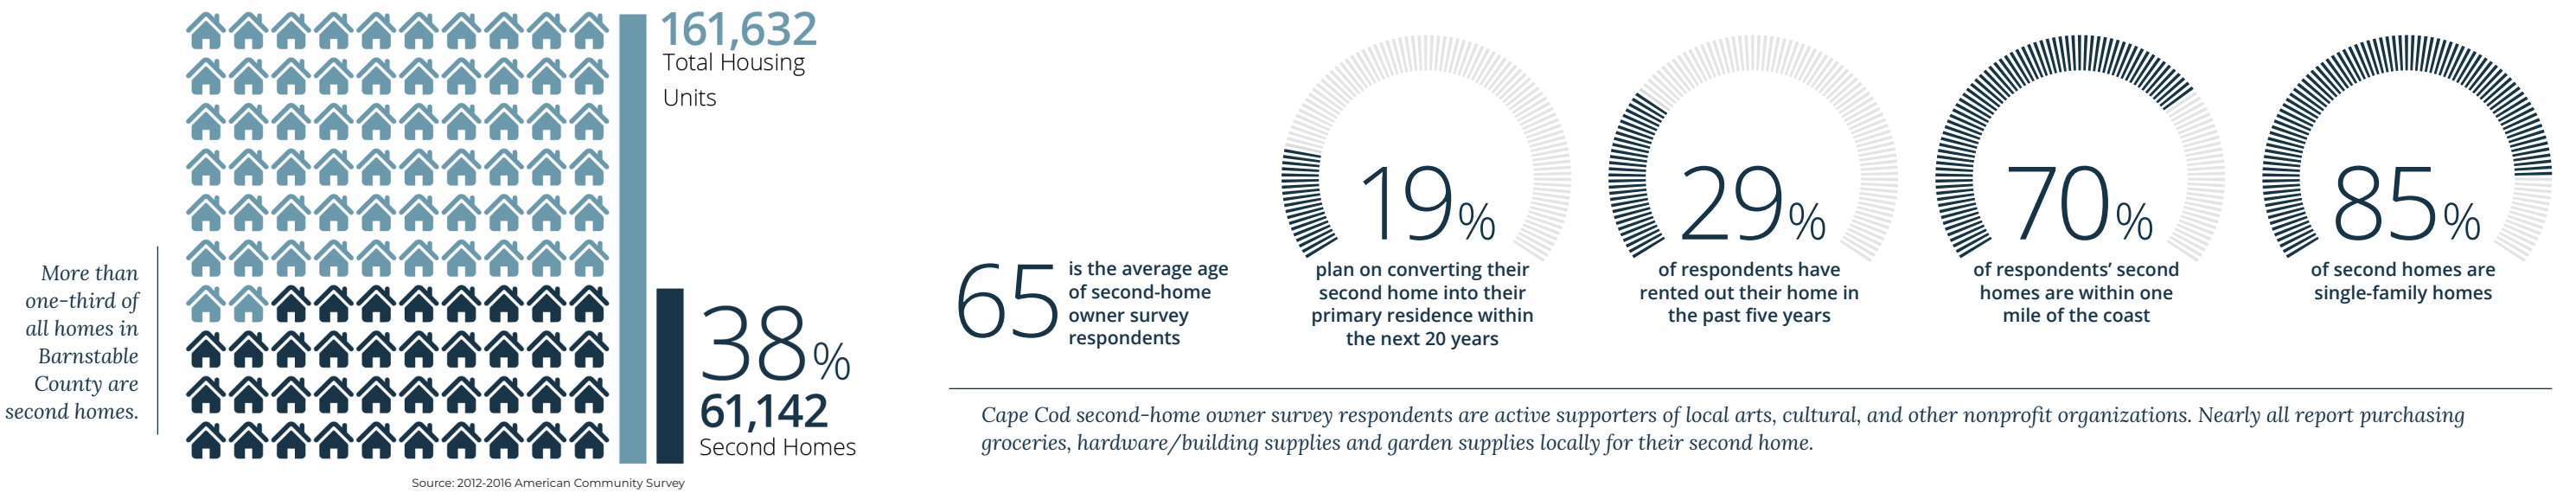 More than
one-third of
all homes in
Barnstable
County are
second homes.
161,632
Total Housing
Units
38%
61,142
Second Homes
Source: 2012-2016 American Community Survey
65
is the average age
of second-home
owner survey
respondents
19%
plan on converting their
second home into their
primary residence within
the next 20 years
29%
of respondents have
rented out their home in
the past five years
70%
of respondents’ second
homes are within one
mile of the coast
85%
of second homes are
single-family homes
Cape Cod second-home owner survey respondents are active supporters of local arts, cultural, and other nonprofit organizations. Nearly all report purchasing
groceries, hardware/building supplies and garden supplies locally for their second home.